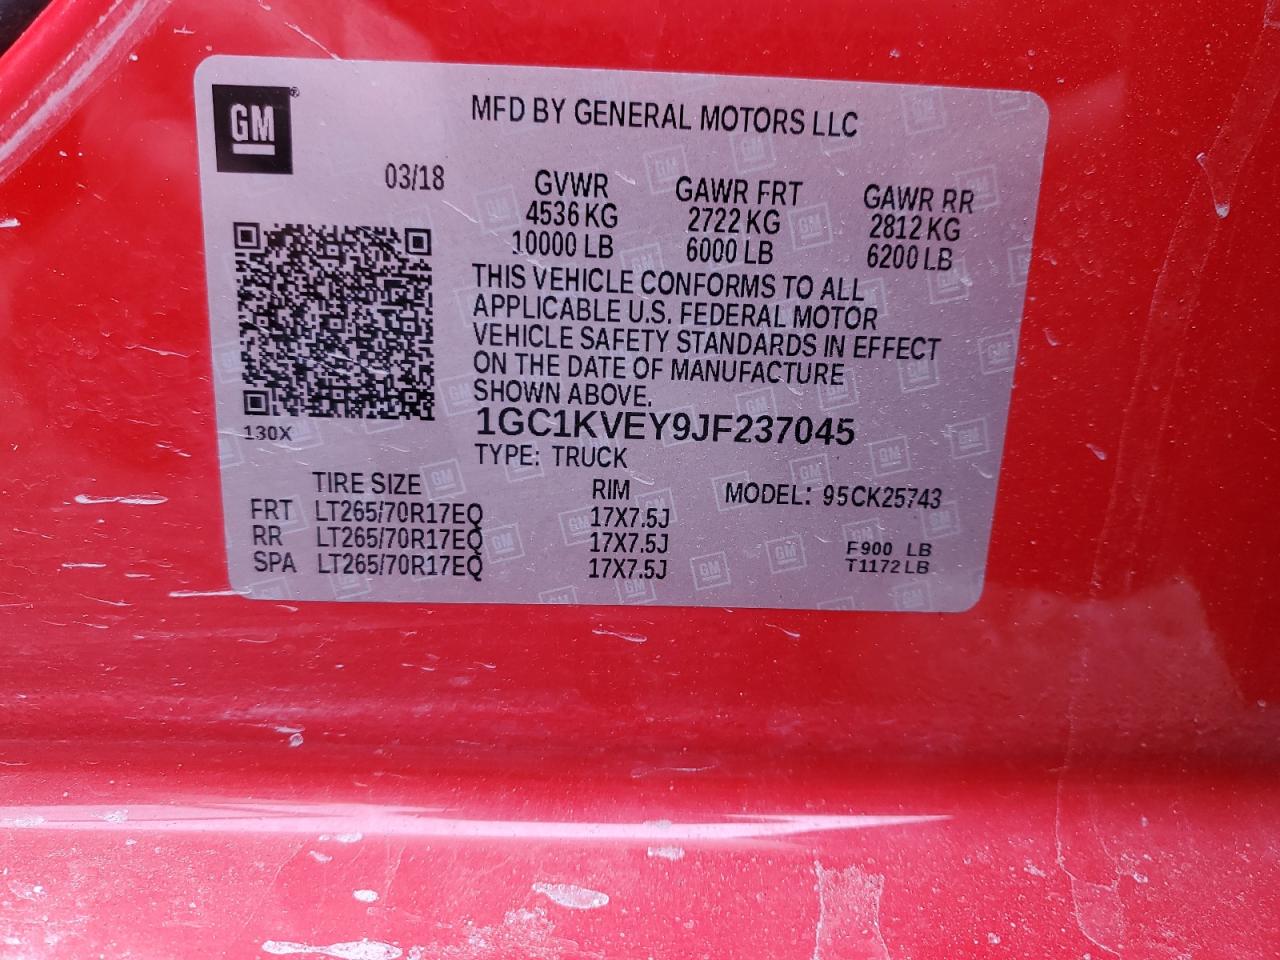 GM®
MFD BY GENERAL MOTORS LLC
03/18
GVWR GAWR FRT GAWR RR
4536 KG 2722 KG 2812 KG
10000 LB 6000 LB 6200 LB
THIS VEHICLE CONFORMS TO ALL
APPLICABLE U.S. FEDERAL MOTOR
VEHICLE SAFETY STANDARDS IN EFFECT
ON THE DATE OF MANUFACTURE
SHOWN ABOVE.
130X
1GC1KVEY9JF237045
TYPE: TRUCK
TIRE SIZE RIM MODEL: 95CK25743
FRT LT265/70R17EQ 17X7.5J
RR LT265/70R17EQ 17X7.5J F900 LB
SPA LT265/70R17EQ 17X7.5J T1172LB